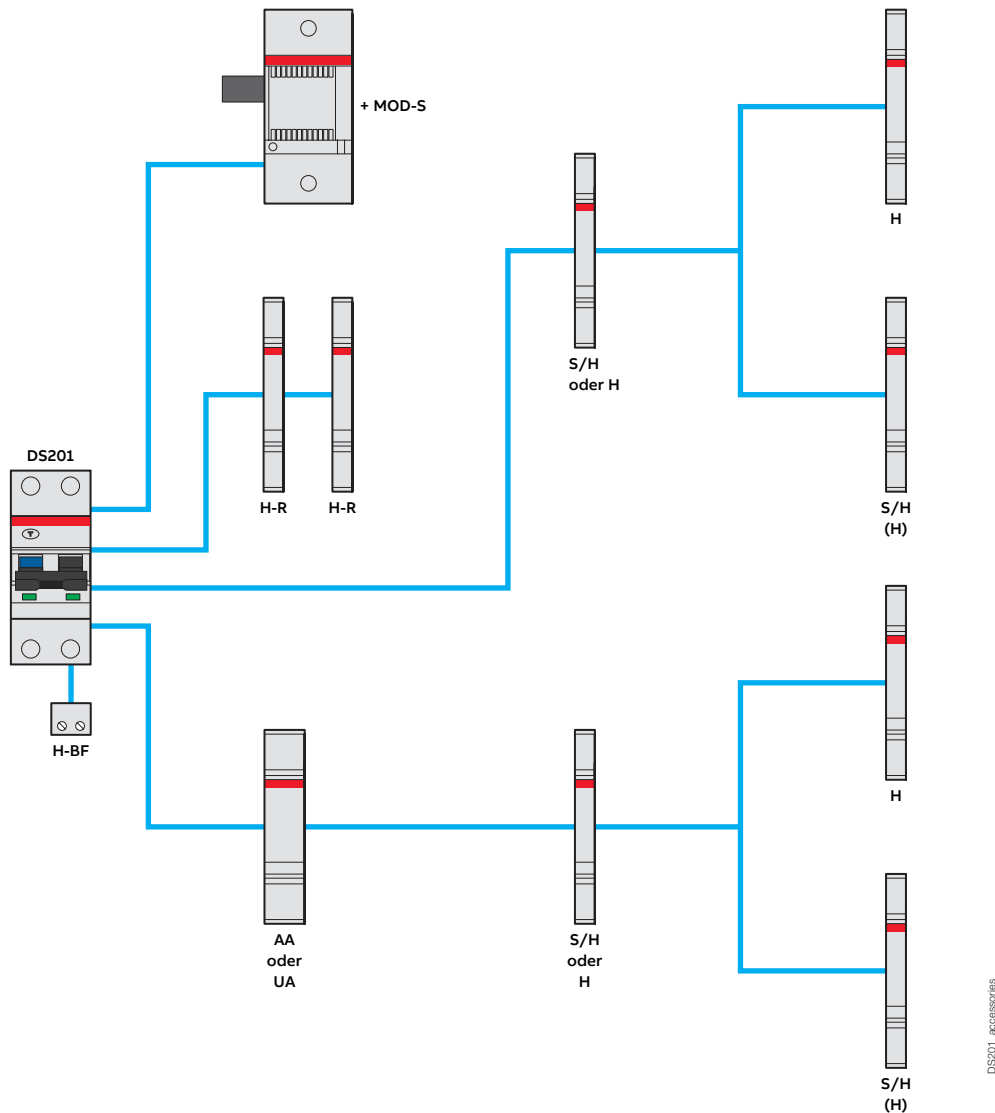 + MOD-S
H
S/H
oder H
DS201
H-R
H-R
S/H
(H)
H-BF
H
AA
oder
UA
S/H
oder
H
S/H
(H)
DS201 accessories